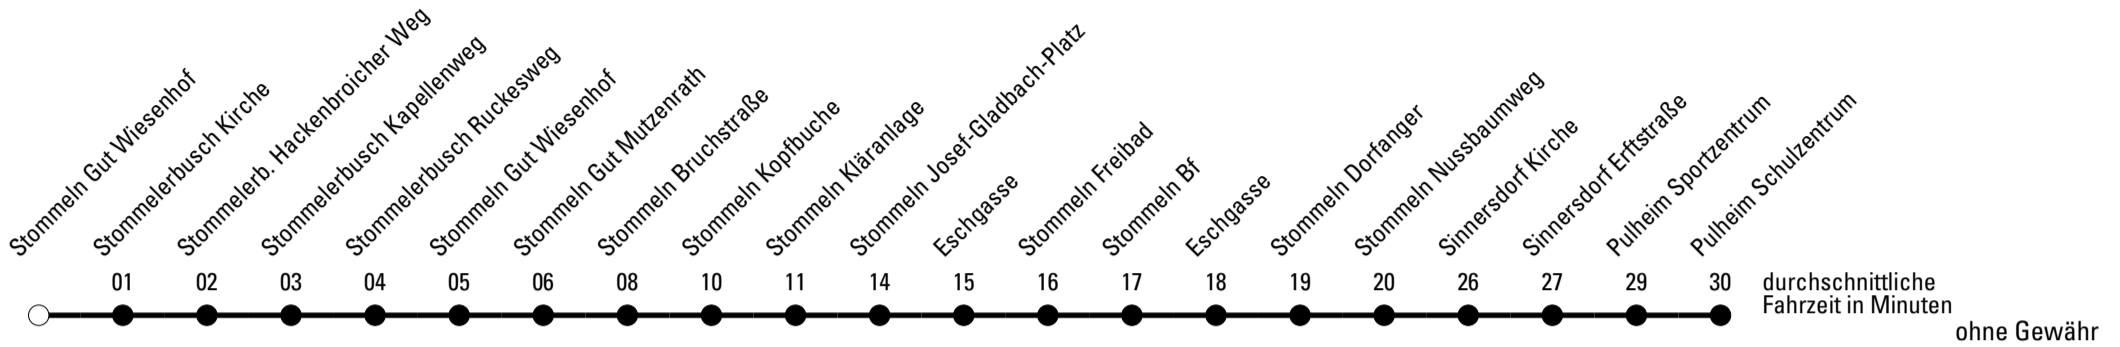 Stommeln Gut Wiesenhof
Stommelerbusch Kirche
Stommelerb. Hackenbroicher Weg
Stommelerbusch Kapellenweg
Stommelerbusch Ruckesweg
Stommeln Gut Wiesenhof
Stommeln Gut Mutzenrath
Stommeln Bruchstraße
Stommeln Kopfbuche
Stommeln Kläranlage
Stommeln Josef-Gladbach-Platz
Eschgasse
Stommeln Freibad
Stommeln Bf
Eschgasse
Stommeln Dorfanger
Stommeln Nussbaumweg
Sinnersdorf Kirche
Sinnersdorf Erftstraße
Pulheim Sportzentrum
Pulheim Schulzentrum
01 02 03 04 05 06 08 10 11 14 15 16 17 18 19 20 26 27 29 30
durchschnittliche
Fahrzeit in Minuten
ohne Gewähr